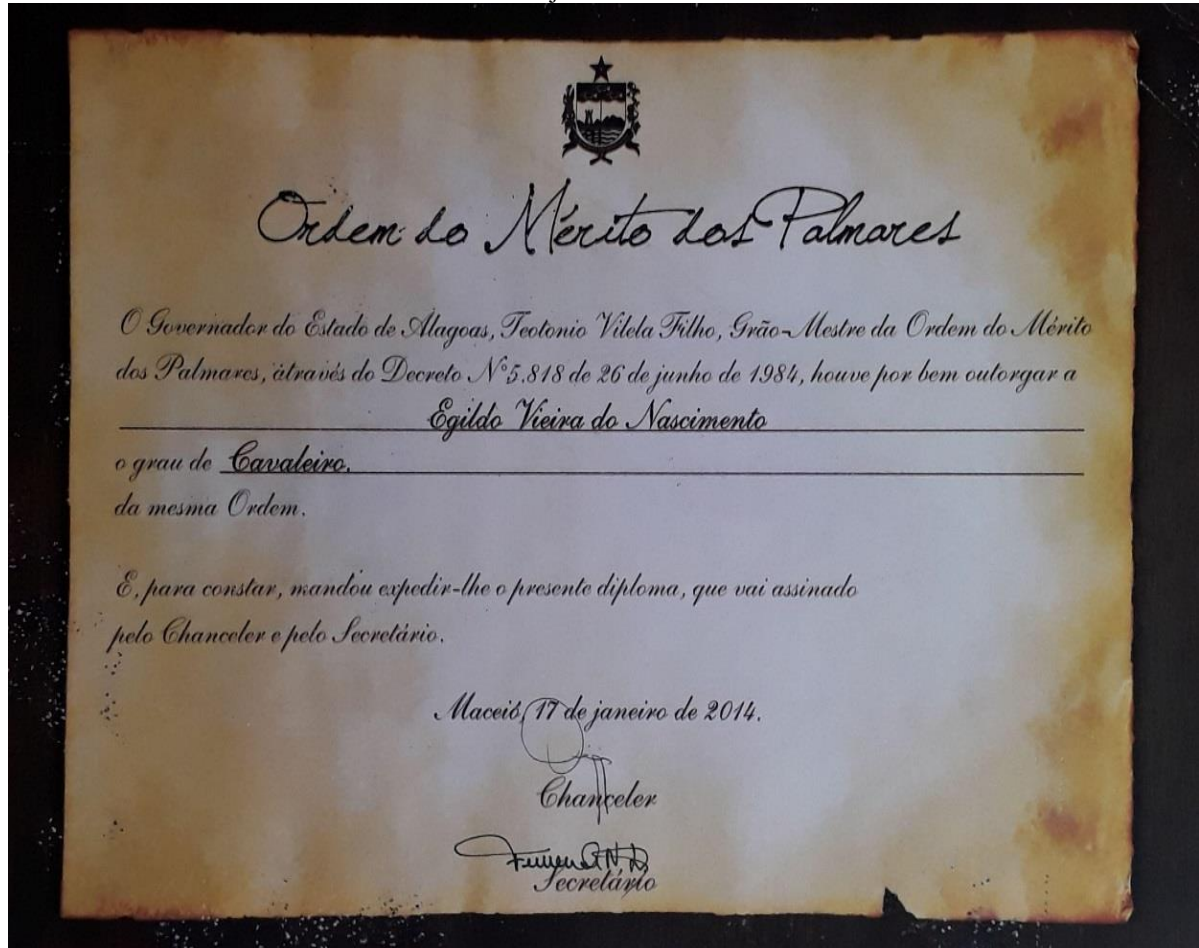 Ordem do Mérito dos Palmares
O Governador do Estado de Alagoas, Teotonio Vilela Filho, Grão-Mestre da Ordem do Mérito
dos Palmares, através do Decreto Nº5.818 de 26 de junho de 1984, houve por bem outorgar a
Egildo Vieira do Nascimento
o grau de Cavaleiro.
da mesma Ordem.
E, para constar, mandou expedir-lhe o presente diploma, que vai assinado
pelo Chanceler e pelo Secretário.
Maceió, 17 de janeiro de 2014.
Chanceler
Secretário